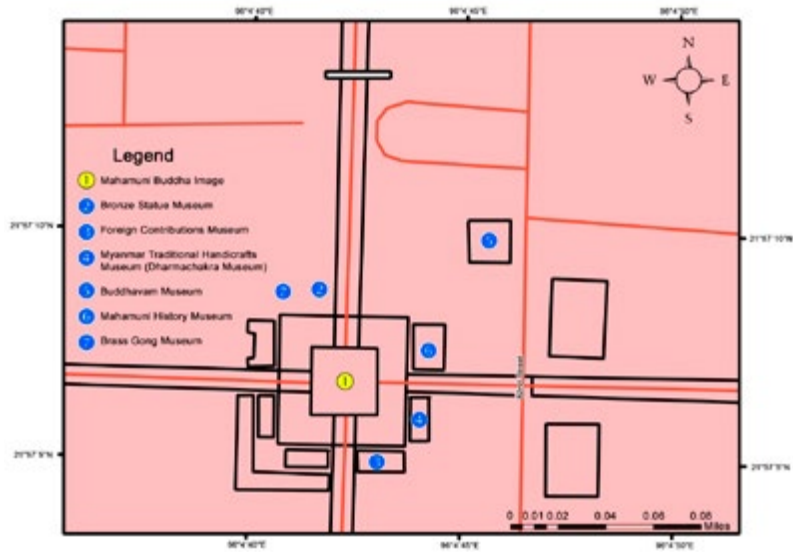 96°4'40"E 96°4'45"E 96°4'50"E
N
W E
S
Legend
1 Mahamuni Buddha Image
2 Bronze Statue Museum
3 Foreign Contributions Museum
4 Myanmar Traditional Handicrafts
Museum (Dharmachakra Museum)
5 Buddhavam Museum
6 Mahamuni History Museum
7 Brass Gong Museum
21°57'10"N 21°57'10"N
5
7 2
6
1
Street
4
3
21°57'5"N 21°57'5"N
0 0.01 0.02 0.04 0.06 0.08
Miles
96°4'40"E 96°4'45"E 96°4'50"E